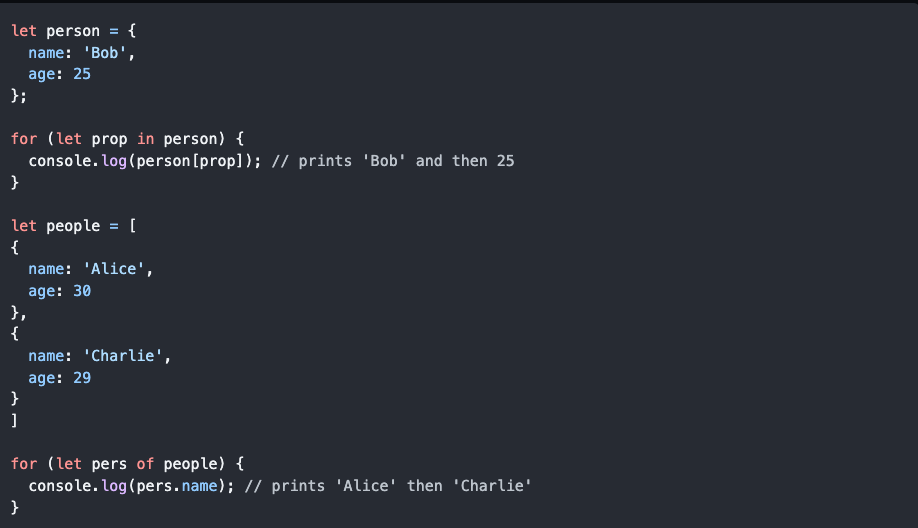 let person = {
  name: 'Bob',
  age: 25
};

for (let prop in person) {
  console.log(person[prop]); // prints 'Bob' and then 25
}

let people = [
{
  name: 'Alice',
  age: 30
},
{
  name: 'Charlie',
  age: 29
}
]

for (let pers of people) {
  console.log(pers.name); // prints 'Alice' then 'Charlie'
}